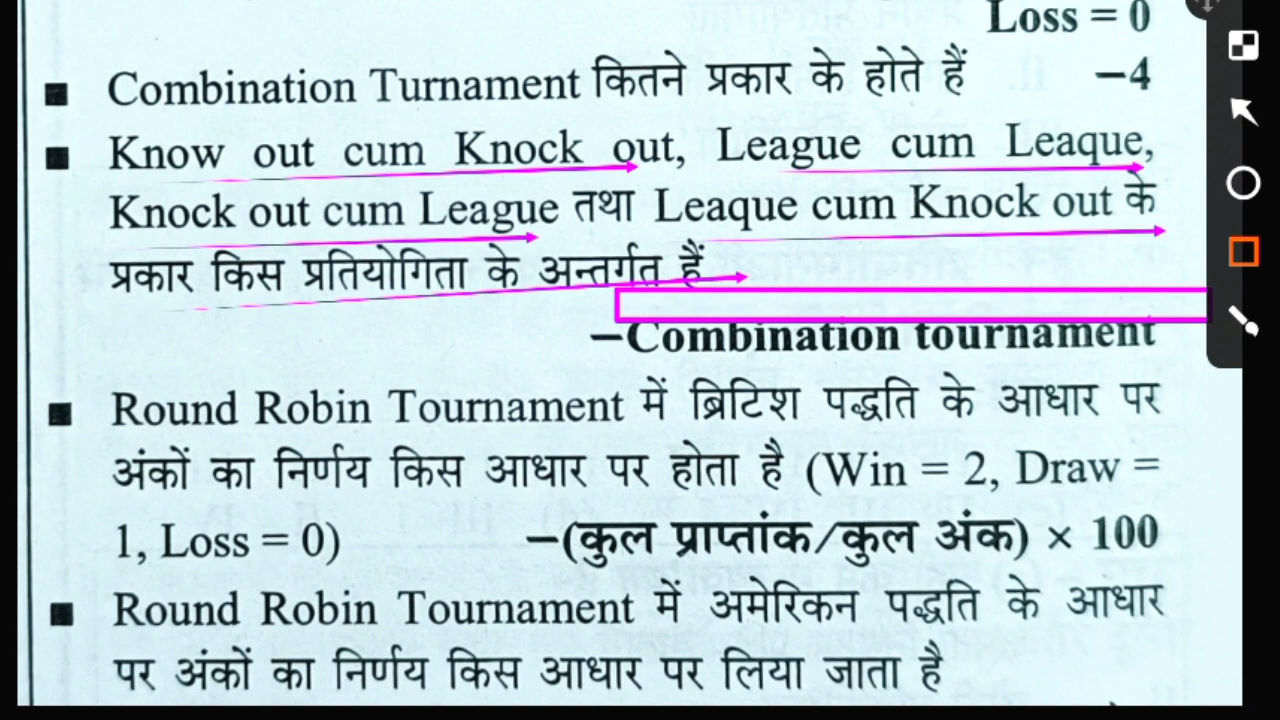 Loss = 0
■ Combination Turnament कितने प्रकार के होते हैं –4
■ Know out cum Knock out, League cum Leaque,
Knock out cum League तथा Leaque cum Knock out के
प्रकार किस प्रतियोगिता के अन्तर्गत हैं
–Combination tournament
■ Round Robin Tournament में ब्रिटिश पद्धति के आधार पर
अंकों का निर्णय किस आधार पर होता है (Win = 2, Draw =
1, Loss = 0) –(कुल प्राप्तांक/कुल अंक) × 100
■ Round Robin Tournament में अमेरिकन पद्धति के आधार
पर अंकों का निर्णय किस आधार पर लिया जाता है